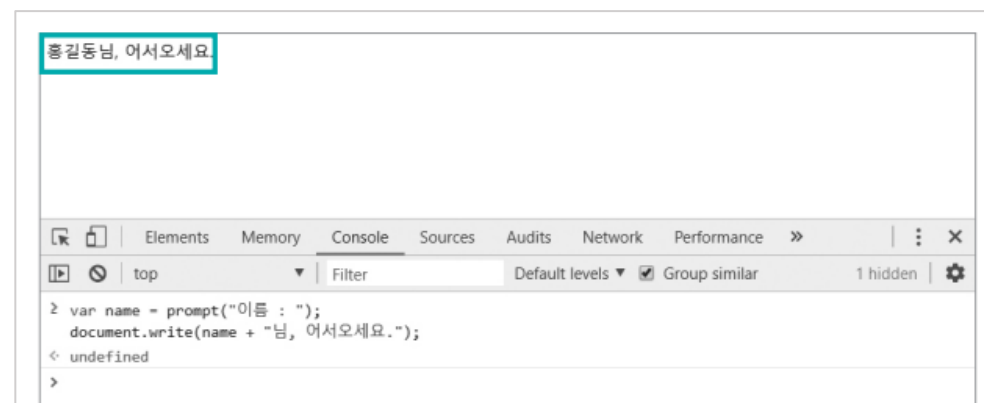 홍길동님, 어서오세요.
Elements Memory Console Sources Audits Network Performance »
top Filter Default levels Group similar 1 hidden
var name = prompt("이름 : ");
document.write(name + "님, 어서오세요.");
undefined